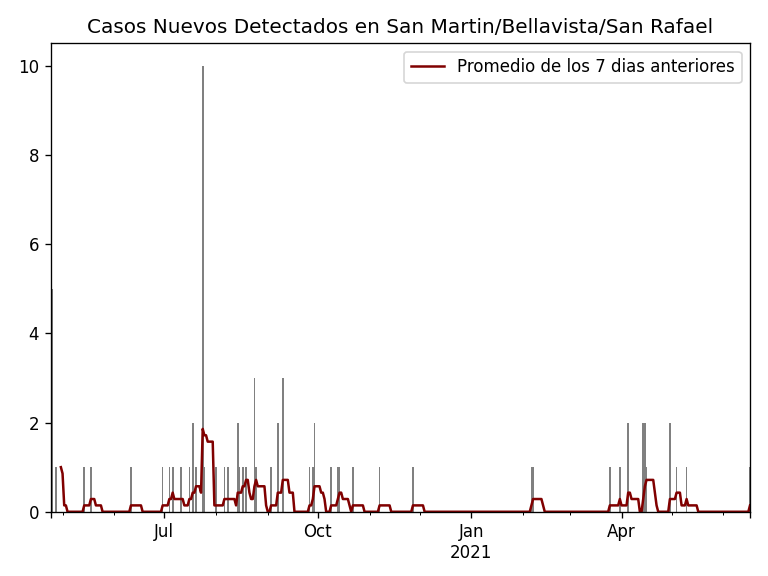 Casos Nuevos Detectados en San Martin/Bellavista/San Rafael
Promedio de los 7 dias anteriores
10
8
6
4
2
0
Jul
Oct
Jan
2021
Apr